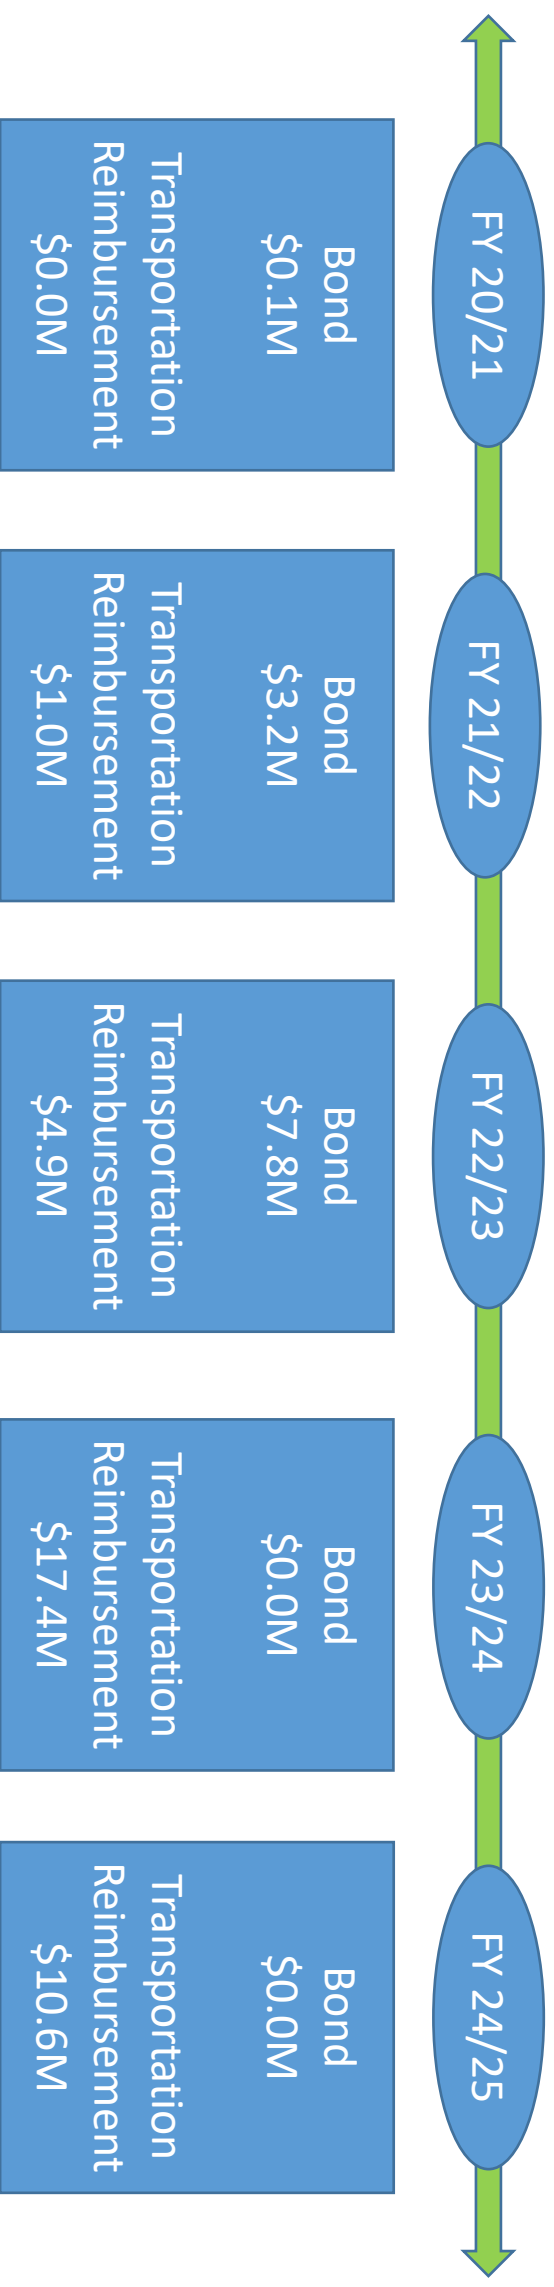 FY 20/21
FY 21/22
FY 22/23
FY 23/24
FY 24/25
Bond
$0.1M
Transportation
Reimbursement
$0.0M
Bond
$3.2M
Transportation
Reimbursement
$1.0M
Bond
$7.8M
Transportation
Reimbursement
$4.9M
Bond
$0.0M
Transportation
Reimbursement
$17.4M
Bond
$0.0M
Transportation
Reimbursement
$10.6M